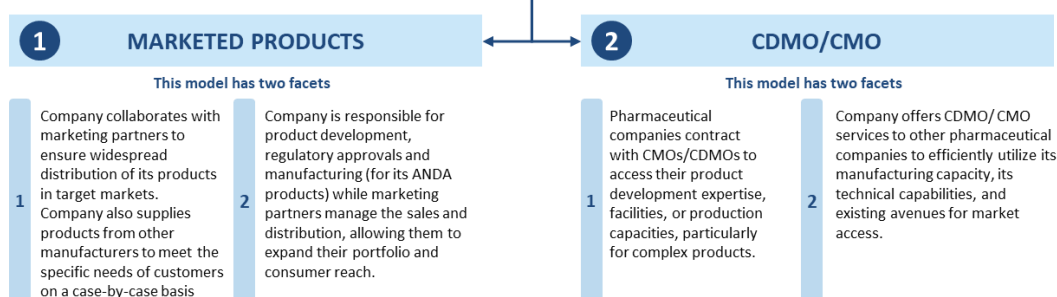 1
MARKETED PRODUCTS
This model has two facets
1
Company collaborates with
marketing partners to
ensure widespread
distribution of its products
in target markets.
Company also supplies
products from other
manufacturers to meet the
specific needs of customers
on a case-by-case basis
2
Company is responsible for
product development,
regulatory approvals and
manufacturing (for its ANDA
products) while marketing
partners manage the sales and
distribution, allowing them to
expand their portfolio and
consumer reach.
2
CDMO/CMO
This model has two facets
1
Pharmaceutical
companies contract
with CMOs/CDMOs to
access their product
development expertise,
facilities, or production
capacities, particularly
for complex products.
2
Company offers CDMO/ CMO
services to other pharmaceutical
companies to efficiently utilize its
manufacturing capacity, its
technical capabilities, and
existing avenues for market
access.